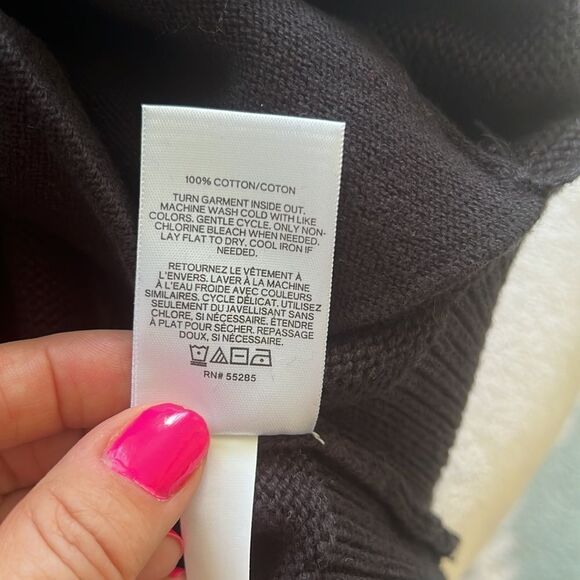 100% COTTON/COTON
TURN GARMENT INSIDE OUT.
MACHINE WASH COLD WITH LIKE
COLORS. GENTLE CYCLE. ONLY NON-
CHLORINE BLEACH WHEN NEEDED.
LAY FLAT TO DRY. COOL IRON IF
NEEDED.
RETOURNEZ LE VÊTEMENT À
L'ENVERS. LAVER À LA MACHINE
À L'EAU FROIDE AVEC COULEURS
SIMILAIRES, CYCLE DÉLICAT. UTILISEZ
SEULEMENT DU JAVELLISANT SANS
CHLORE, SI NÉCESSAIRE. ÉTENDRE
À PLAT POUR SÉCHER. REPASSAGE
DOUX, SI NÉCESSAIRE.
RN# 55285